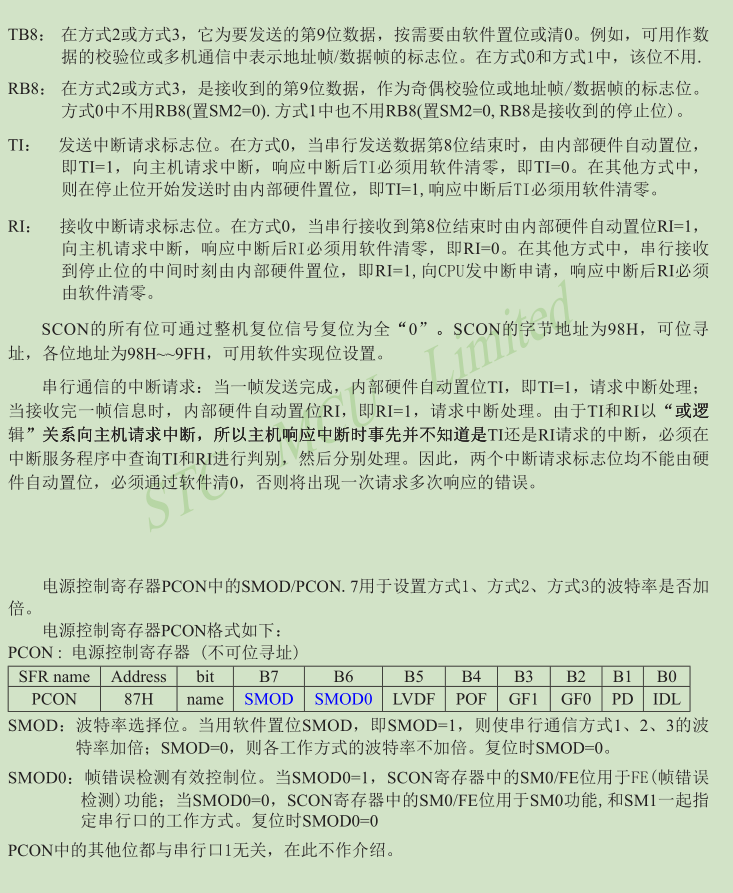 TB8： 在方式2或方式3，它为要发送的第9位数据，按需要由软件置位或清0。例如，可用作数
据的校验位或多机通信中表示地址帧/数据帧的标志位。在方式0和方式1中，该位不用.
RB8： 在方式2或方式3，是接收到的第9位数据，作为奇偶校验位或地址帧/数据帧的标志位。
方式0中不用RB8(置SM2=0). 方式1中也不用RB8(置SM2=0, RB8是接收到的停止位)。
TI： 发送中断请求标志位。在方式0，当串行发送数据第8位结束时，由内部硬件自动置位，
即TI=1，向主机请求中断，响应中断后TI必须用软件清零，即TI=0。在其他方式中，
则在停止位开始发送时由内部硬件置位，即TI=1,响应中断后TI必须用软件清零。
RI： 接收中断请求标志位。在方式0，当串行接收到第8位结束时由内部硬件自动置位RI=1，
向主机请求中断，响应中断后RI必须用软件清零，即RI=0。在其他方式中，串行接收
到停止位的中间时刻由内部硬件置位，即RI=1,向CPU发中断申请，响应中断后RI必须
由软件清零。
SCON的所有位可通过整机复位信号复位为全“0”。SCON的字节地址为98H，可位寻
址，各位地址为98H~~9FH，可用软件实现位设置。
串行通信的中断请求：当一帧发送完成，内部硬件自动置位TI，即TI=1，请求中断处理；
当接收完一帧信息时，内部硬件自动置位RI，即RI=1，请求中断处理。由于TI和RI以“或逻
辑”关系向主机请求中断，所以主机响应中断时事先并不知道是TI还是RI请求的中断，必须在
中断服务程序中查询TI和RI进行判别,然后分别处理。因此，两个中断请求标志位均不能由硬
件自动置位，必须通过软件清0，否则将出现一次请求多次响应的错误。
STC MCU Limited
电源控制寄存器PCON中的SMOD/PCON. 7用于设置方式1、方式2、方式3的波特率是否加
倍。
电源控制寄存器PCON格式如下：
PCON : 电源控制寄存器 (不可位寻址)
SFR name Address bit B7 B6 B5 B4 B3 B2 B1 B0
PCON 87H name SMOD SMOD0 LVDF POF GF1 GF0 PD IDL
SMOD：波特率选择位。当用软件置位SMOD，即SMOD=1，则使串行通信方式1、2、3的波
特率加倍；SMOD=0，则各工作方式的波特率不加倍。复位时SMOD=0。
SMOD0：帧错误检测有效控制位。当SMOD0=1，SCON寄存器中的SM0/FE位用于FE(帧错误
检测)功能；当SMOD0=0，SCON寄存器中的SM0/FE位用于SM0功能,和SM1一起指
定串行口的工作方式。复位时SMOD0=0
PCON中的其他位都与串行口1无关，在此不作介绍。